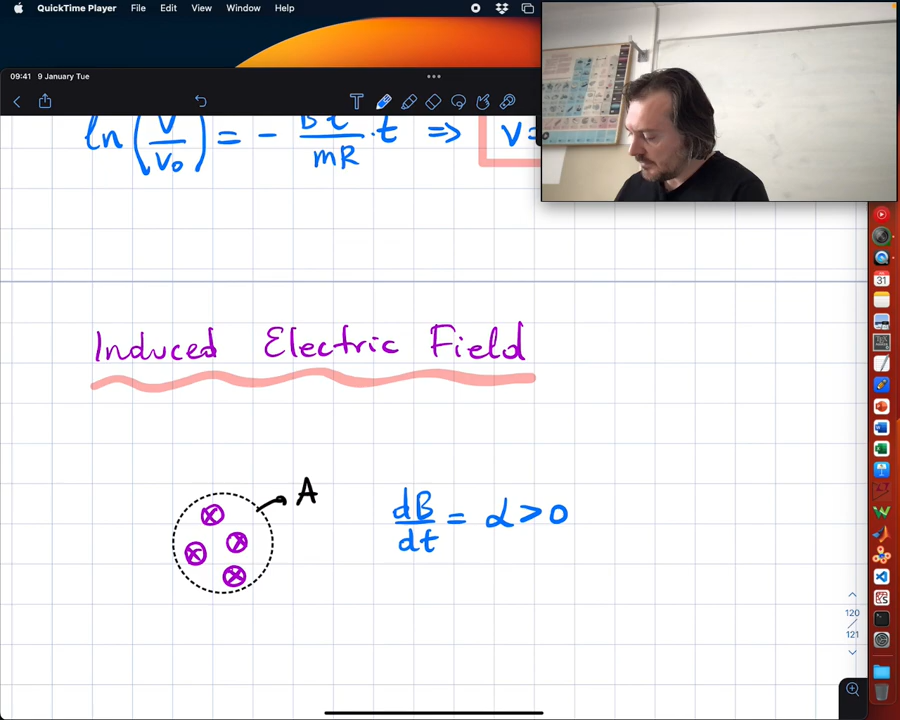 QuickTime Player File Edit View Window Help
09:41 9 January Tue
ln (V/V₀) = - /mR · t => V=
Induced Electric Field
A
dB/dt = α > 0
31
120
/
121